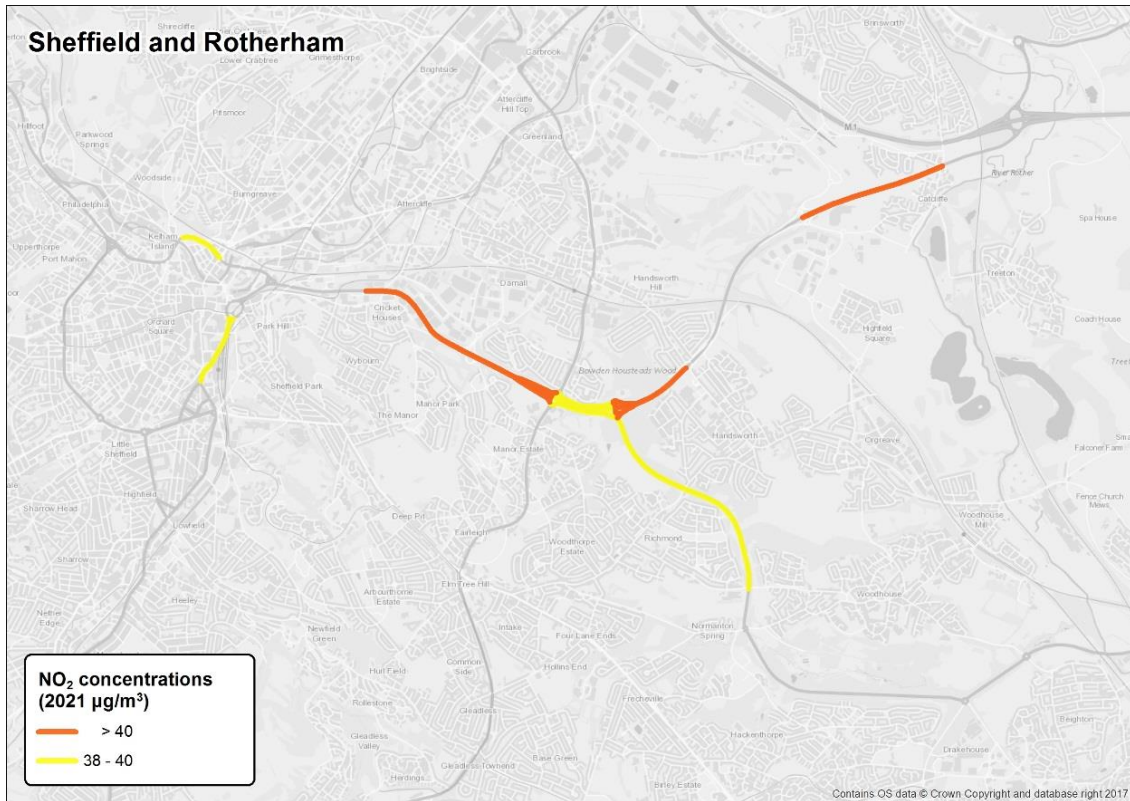 Sheffield and Rotherham
Shirecliffe
Lower Crabtree
Grimesthorpe
Brightside
Carbrook
Attercliffe
Hill Top
Brinsworth
Hillfoot
Parkwood
Springs
Pitsmoor
Greenland
M1
Woodside
Burngreave
Attercliffe
Philadelphia
River Rother
Catcliffe
Spa House
Upperthorpe
Port Mahon
Kelham
Island
Darnall
Handsworth
Hill
Treeton
Cricket
Houses
Orchard
Square
Park Hill
Coach House
Highfield
Square
Wybourn
Bowden Housteads Wood
Sheffield Park
Manor Park
The Manor
Handsworth
Little
Sheffield
Manor Estate
Orgreave
Falconer Farm
Highfield
Sharrow Head
Deep Pit
Fence Church
Mews
Lowfield
Fairleigh
Woodthorpe
Estate
Richmond
Woodhouse
Mill
Sharrow
Elm Tree Hill
Heeley
Arbourthorne
Estate
Woodhouse
Nether
Edge
Newfield
Green
Intake
Four Lane Ends
Normanton
Spring
Hurl Field
Common
Side
Hollins End
Rollestone
Frecheville
Gleadless
Beighton
Gleadless
Valley
Hackenthorpe
Drakehouse
Herdings
Gleadless Townend
Base Green
Birley Estate
NO₂ concentrations
(2021 µg/m³)
> 40
38 - 40
Contains OS data © Crown Copyright and database right 2017